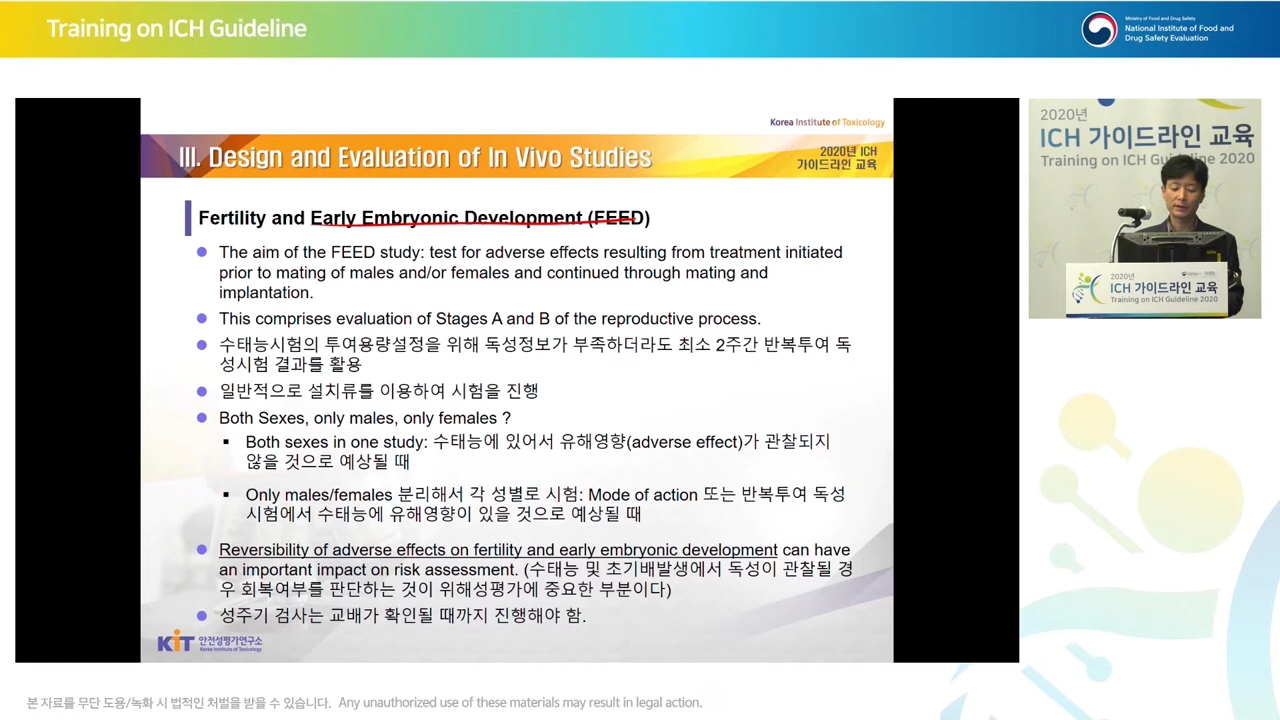 Training on ICH Guideline
Ministry of Food and Drug Safety
National Institute of Food and
Drug Safety Evaluation
Korea Institute of Toxicology
III. Design and Evaluation of In Vivo Studies
2020년 ICH
가이드라인 교육
Fertility and Early Embryonic Development (FEED)
The aim of the FEED study: test for adverse effects resulting from treatment initiated
prior to mating of males and/or females and continued through mating and
implantation.
This comprises evaluation of Stages A and B of the reproductive process.
수태능시험의 투여용량설정을 위해 독성정보가 부족하더라도 최소 2주간 반복투여 독
성시험 결과를 활용
일반적으로 설치류를 이용하여 시험을 진행
Both Sexes, only males, only females ?
Both sexes in one study: 수태능에 있어서 유해영향(adverse effect)가 관찰되지
않을 것으로 예상될 때
Only males/females 분리해서 각 성별로 시험: Mode of action 또는 반복투여 독성
시험에서 수태능에 유해영향이 있을 것으로 예상될 때
Reversibility of adverse effects on fertility and early embryonic development can have
an important impact on risk assessment. (수태능 및 초기배발생에서 독성이 관찰될 경
우 회복여부를 판단하는 것이 위해성평가에 중요한 부분이다)
성주기 검사는 교배가 확인될 때까지 진행해야 함.
KIT 안전성평가연구소
Korea Institute of Toxicology
2020년
ICH 가이드라인 교육
Training on ICH Guideline 2020
2020년
ICH 가이드라인 교육
Training on ICH Guideline 2020
본 자료를 무단 도용/녹화 시 법적인 처벌을 받을 수 있습니다. Any unauthorized use of these materials may result in legal action.